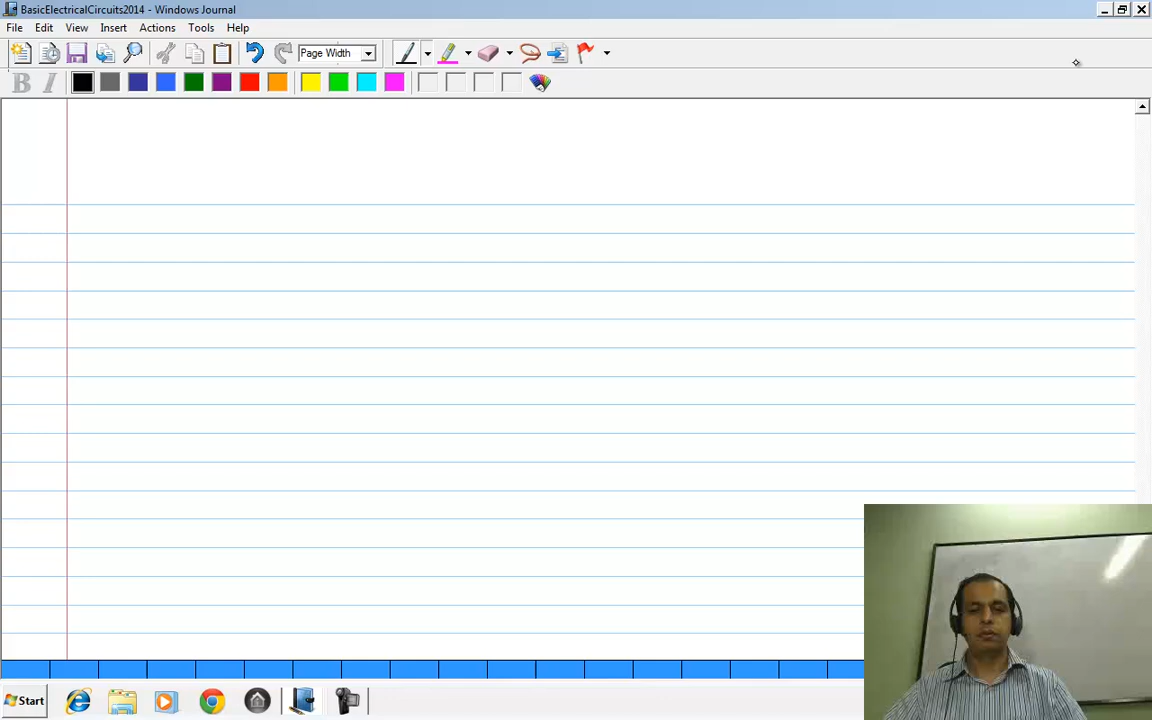 BasicElectricalCircuits2014 - Windows Journal
File Edit View Insert Actions Tools Help
Page Width
B I
Start